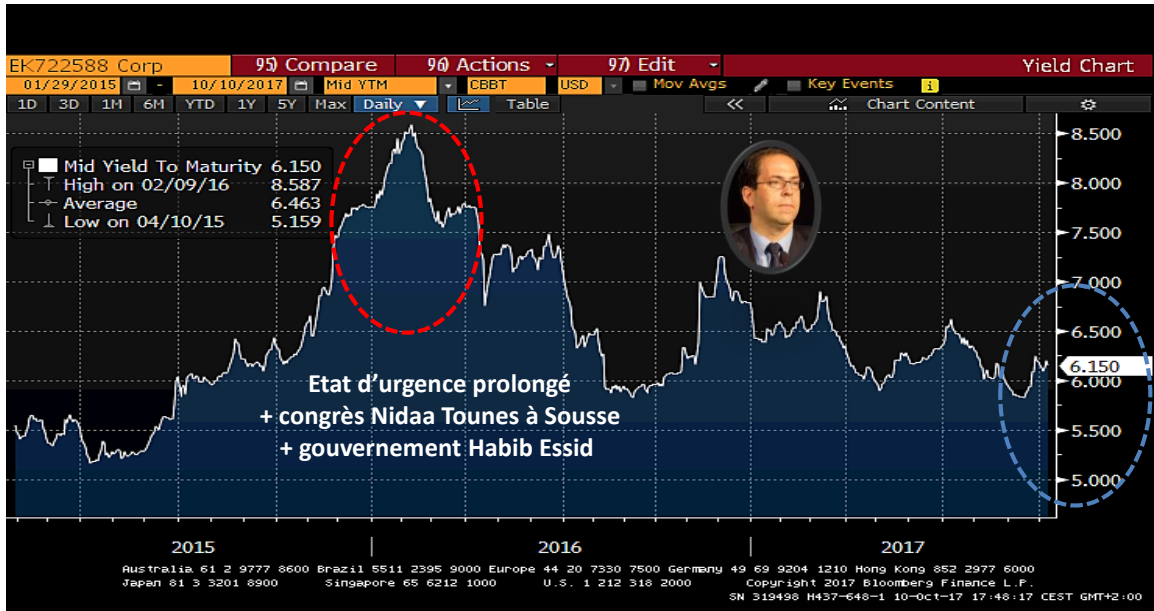 EK722588 Corp 95) Compare 96) Actions 97) Edit Yield Chart
01/29/2015 - 10/10/2017 Mid YTM CBBT USD Mov Avgs Key Events i
1D 3D 1M 6M YTD 1Y 5Y Max Daily ▼ Table << Chart Content
Mid Yield To Maturity 6.150
High on 02/09/16 8.587
Average 6.463
Low on 04/10/15 5.159
8.500
8.000
7.500
7.000
6.500
6.150
6.000
5.500
5.000
Etat d'urgence prolongé
+ congrès Nidaa Tounes à Sousse
+ gouvernement Habib Essid
2015 2016 2017
Australia 61 2 9777 8600 Brazil 5511 2395 9000 Europe 44 20 7330 7500 Germany 49 69 9204 1210 Hong Kong 852 2977 6000
Japan 81 3 3201 8900 Singapore 65 6212 1000 U.S. 1 212 318 2000 Copyright 2017 Bloomberg Finance L.P.
SN 319498 H437-648-1 10-Oct-17 17:48:17 CEST GMT+2:00